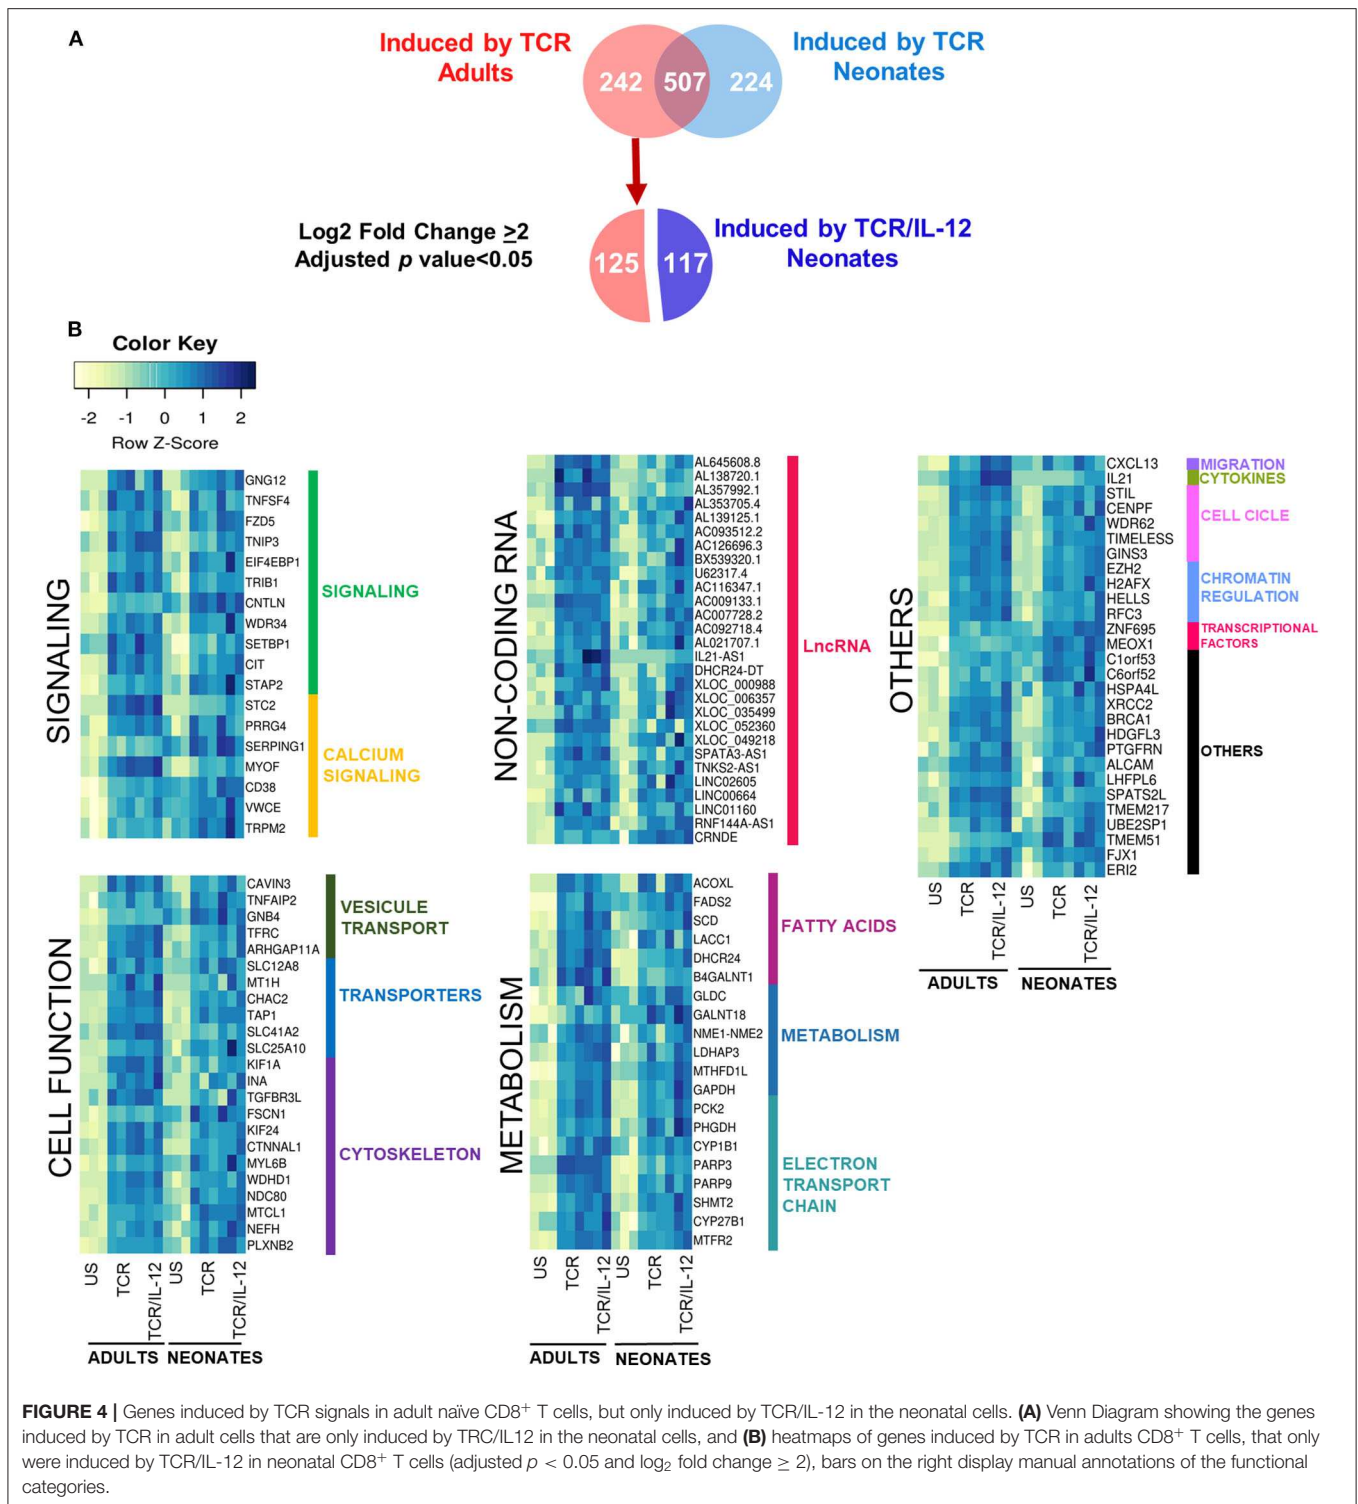 A
Induced by TCR
Adults
Induced by TCR
Neonates
242
507
224
Log2 Fold Change ≥2
Adjusted p value<0.05
125
117
Induced by TCR/IL-12
Neonates
B
Color Key
-2 -1 0 1 2
Row Z-Score
SIGNALING
GNG12
TNFSF4
FZD5
TNIP3
EIF4EBP1
TRIB1
CNTLN
WDR34
SETBP1
CIT
STAP2
STC2
PRRG4
SERPING1
MYOF
CD38
VWCE
TRPM2
SIGNALING
CALCIUM
SIGNALING
NON-CODING RNA
AL645608.8
AL138720.1
AL357992.1
AL353705.4
AL139125.1
AC093512.2
AC126696.3
BX539320.1
U62317.4
AC116347.1
AC009133.1
AC007728.2
AC092718.4
AL021707.1
IL21-AS1
DHCR24-DT
XLOC_000988
XLOC_006357
XLOC_035499
XLOC_052360
XLOC_049218
SPATA3-AS1
TNKS2-AS1
LINC02605
LINC00664
LINC01160
RNF144A-AS1
CRNDE
LncRNA
OTHERS
CXCL13
IL21
STIL
CENPF
WDR62
TIMELESS
GINS3
EZH2
H2AFX
HELLS
RFC3
ZNF695
MEOX1
C1orf53
C6orf52
HSPA4L
XRCC2
BRCA1
HDGFL3
PTGFRN
ALCAM
LHFPL6
SPATS2L
TMEM217
UBE2SP1
TMEM51
FJX1
ERI2
MIGRATION
CYTOKINES
CELL CICLE
CHROMATIN
REGULATION
TRANSCRIPTIONAL
FACTORS
OTHERS
US
TCR
TCR/IL-12
US
TCR
TCR/IL-12
ADULTS
NEONATES
CELL FUNCTION
CAVIN3
TNFAIP2
GNB4
TFRC
ARHGAP11A
SLC12A8
MT1H
CHAC2
TAP1
SLC41A2
SLC25A10
KIF1A
INA
TGFBR3L
FSCN1
KIF24
CTNNAL1
MYL6B
WDHD1
NDC80
MTCL1
NEFH
PLXNB2
VESICULE
TRANSPORT
TRANSPORTERS
CYTOSKELETON
US
TCR
TCR/IL-12
US
TCR
TCR/IL-12
ADULTS
NEONATES
METABOLISM
ACOXL
FADS2
SCD
LACC1
DHCR24
B4GALNT1
GLDC
GALNT18
NME1-NME2
LDHAP3
MTHFD1L
GAPDH
PCK2
PHGDH
CYP1B1
PARP3
PARP9
SHMT2
CYP27B1
MTFR2
FATTY ACIDS
METABOLISM
ELECTRON
TRANSPORT
CHAIN
US
TCR
TCR/IL-12
US
TCR
TCR/IL-12
ADULTS
NEONATES
FIGURE 4 | Genes induced by TCR signals in adult naïve CD8+ T cells, but only induced by TCR/IL-12 in the neonatal cells. (A) Venn Diagram showing the genes
induced by TCR in adult cells that are only induced by TRC/IL12 in the neonatal cells, and (B) heatmaps of genes induced by TCR in adults CD8+ T cells, that only
were induced by TCR/IL-12 in neonatal CD8+ T cells (adjusted p < 0.05 and log2 fold change ≥ 2), bars on the right display manual annotations of the functional
categories.